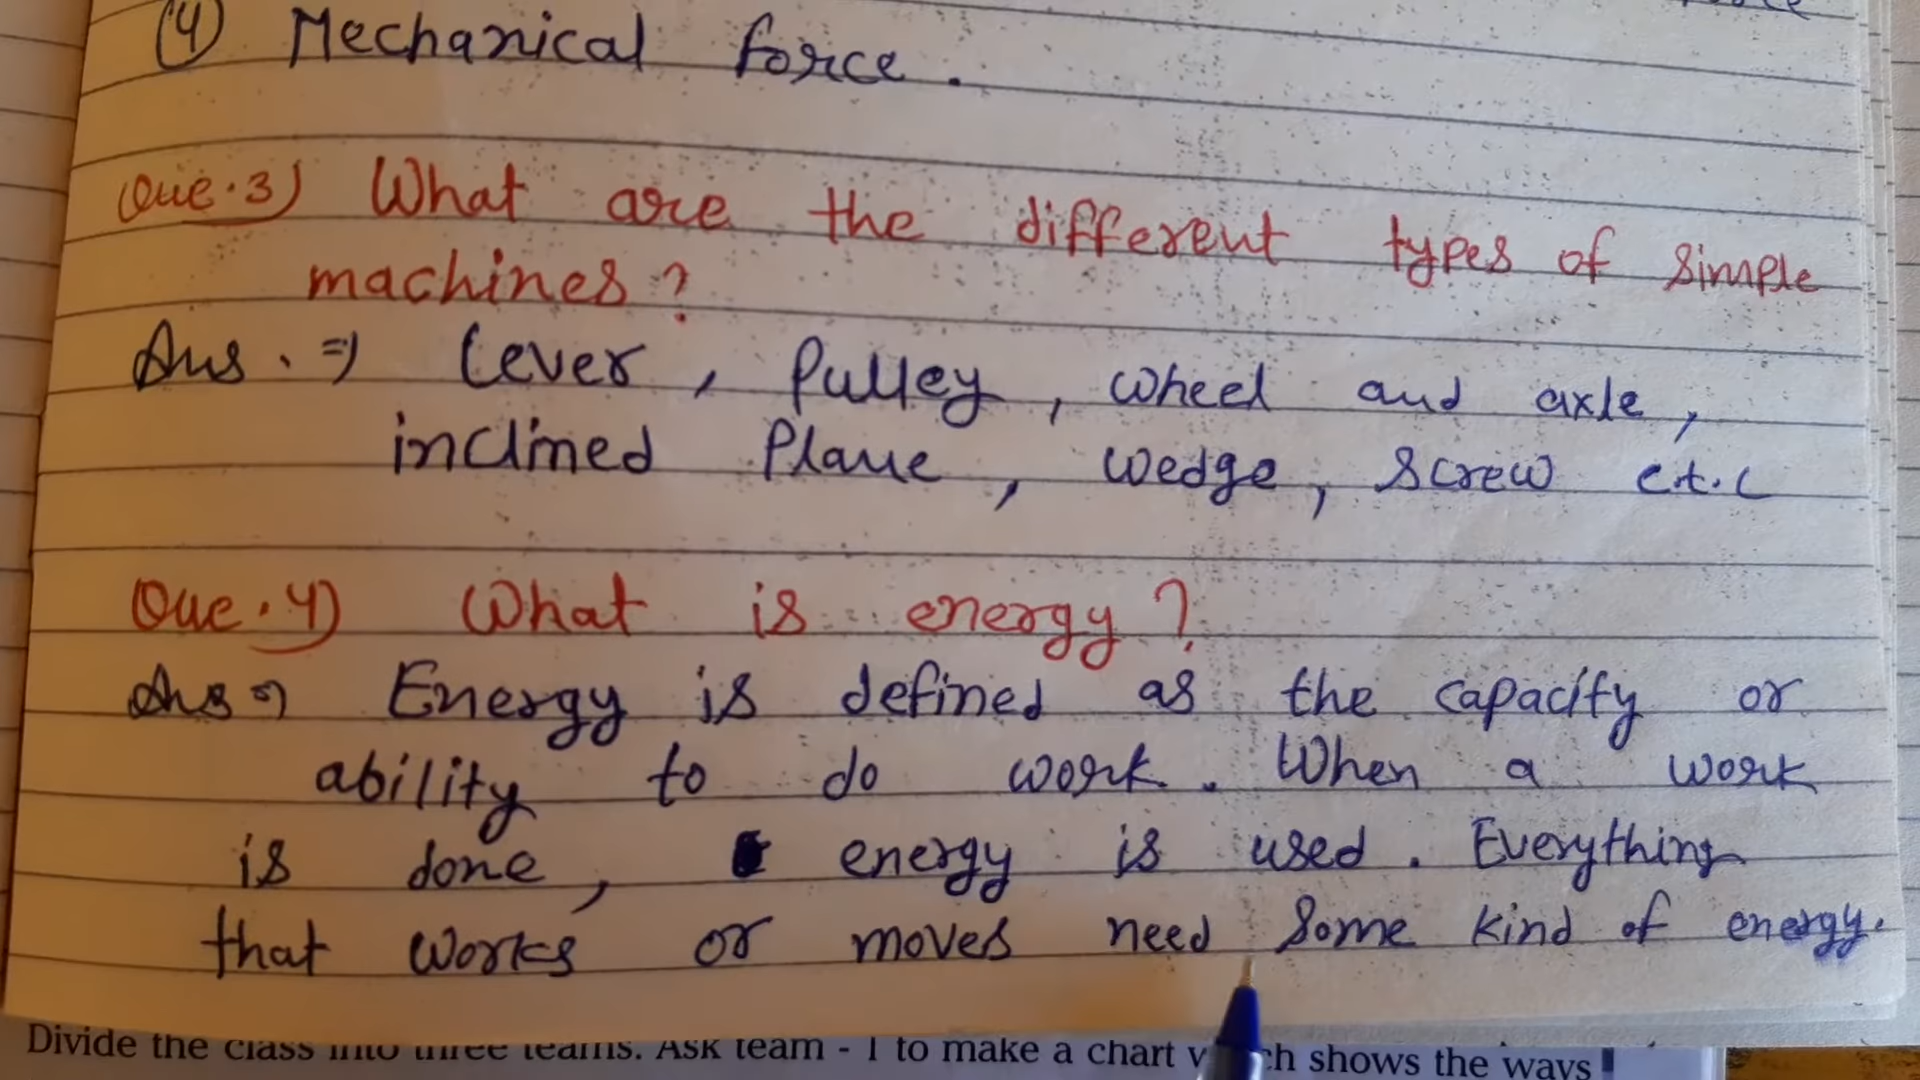 (4) Mechanical force.
Que.3) What are the different types of simple
machines?
Ans. ⇒ Lever, Pulley, wheel and axle,
inclined Plane, wedge, screw e.t.c
Que.4) What is energy?
Ans ⇒ Energy is defined as the capacity or
ability to do work. When a work
is done, energy is used. Everything
that works or moves need some kind of energy.
Divide the class into three teams. Ask team - 1 to make a chart which shows the ways